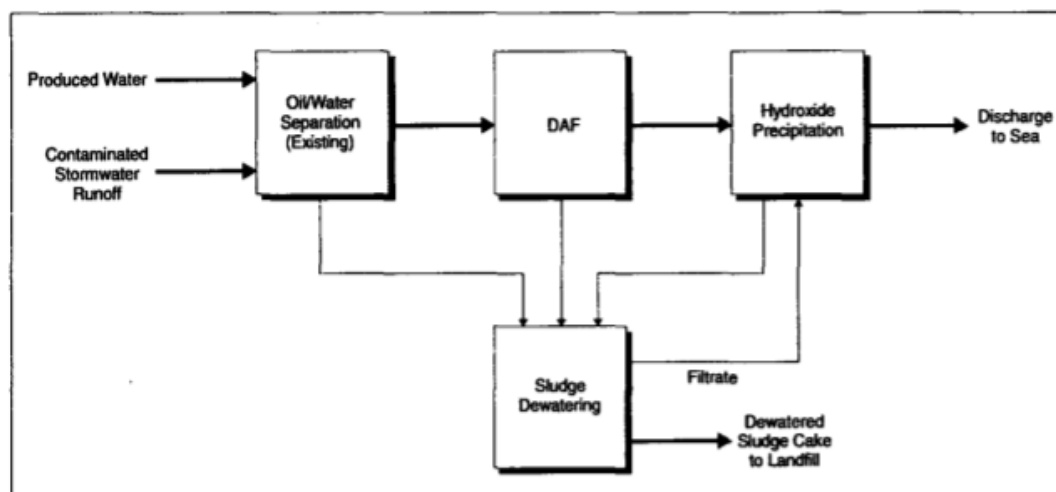 Produced Water
Contaminated
Stormwater
Runoff
Oil/Water
Separation
(Existing)
DAF
Hydroxide
Precipitation
Discharge
to Sea
Sludge
Dewatering
Filtrate
Dewatered
Sludge Cake
to Landfill